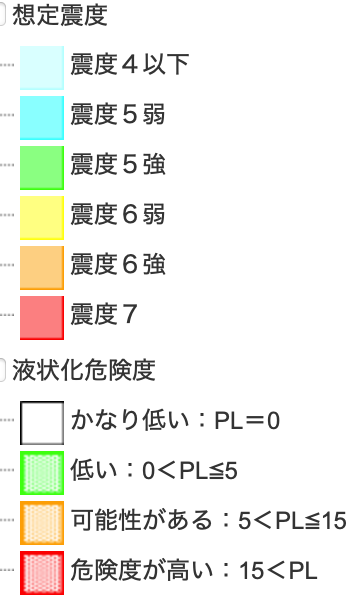 想定震度
震度４以下
震度５弱
震度５強
震度６弱
震度６強
震度７
液状化危険度
かなり低い：PL＝0
低い：0＜PL≦5
可能性がある：5＜PL≦15
危険度が高い：15＜PL